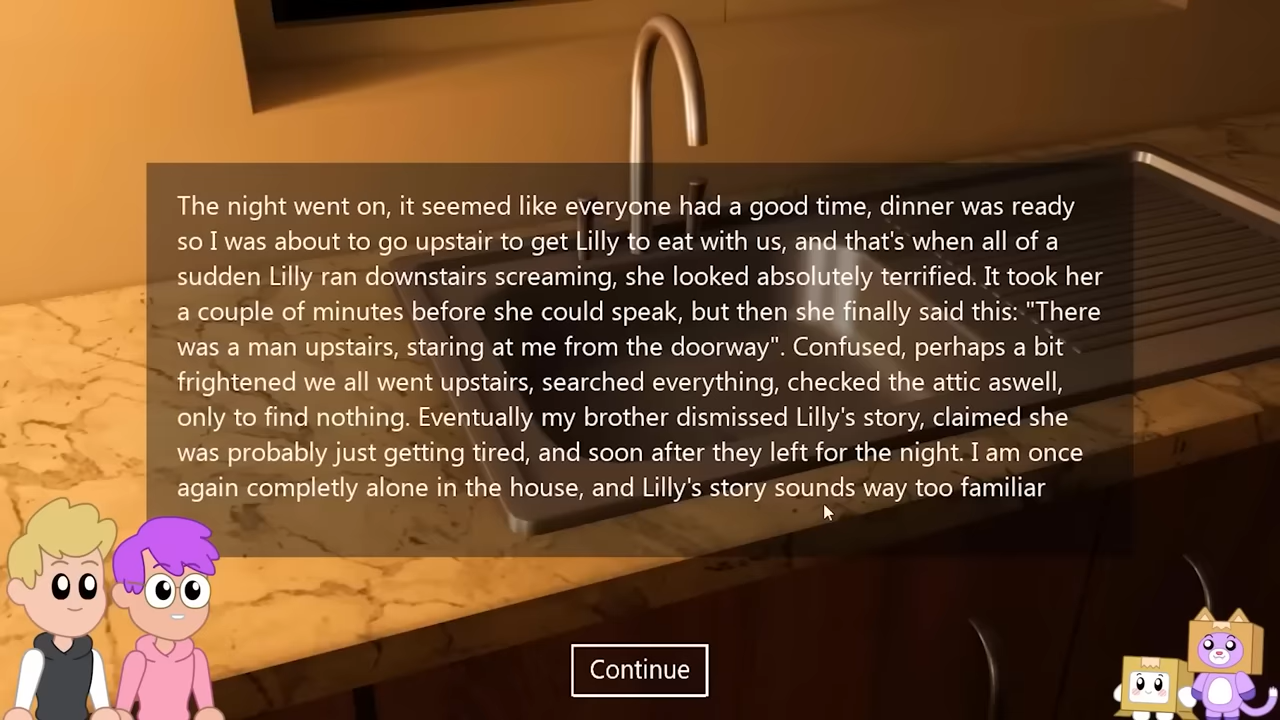 The night went on, it seemed like everyone had a good time, dinner was ready
so I was about to go upstair to get Lilly to eat with us, and that's when all of a
sudden Lilly ran downstairs screaming, she looked absolutely terrified. It took her
a couple of minutes before she could speak, but then she finally said this: "There
was a man upstairs, staring at me from the doorway". Confused, perhaps a bit
frightened we all went upstairs, searched everything, checked the attic aswell,
only to find nothing. Eventually my brother dismissed Lilly's story, claimed she
was probably just getting tired, and soon after they left for the night. I am once
again completly alone in the house, and Lilly's story sounds way too familiar
Continue